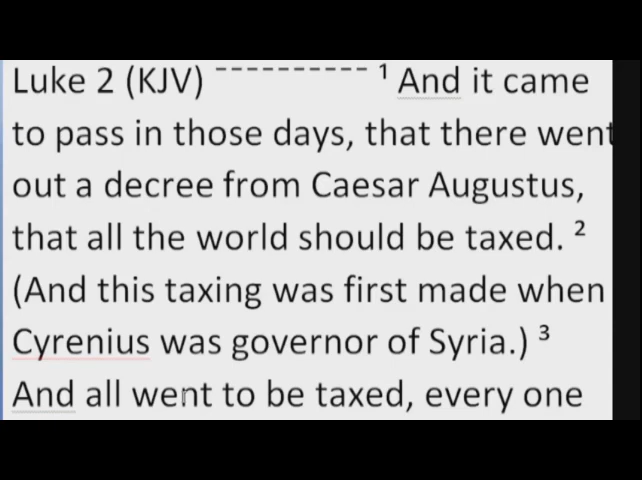 Luke 2 (KJV) ---------- ¹ And it came
to pass in those days, that there went
out a decree from Caesar Augustus,
that all the world should be taxed. ²
(And this taxing was first made when
Cyrenius was governor of Syria.) ³
And all went to be taxed, every one